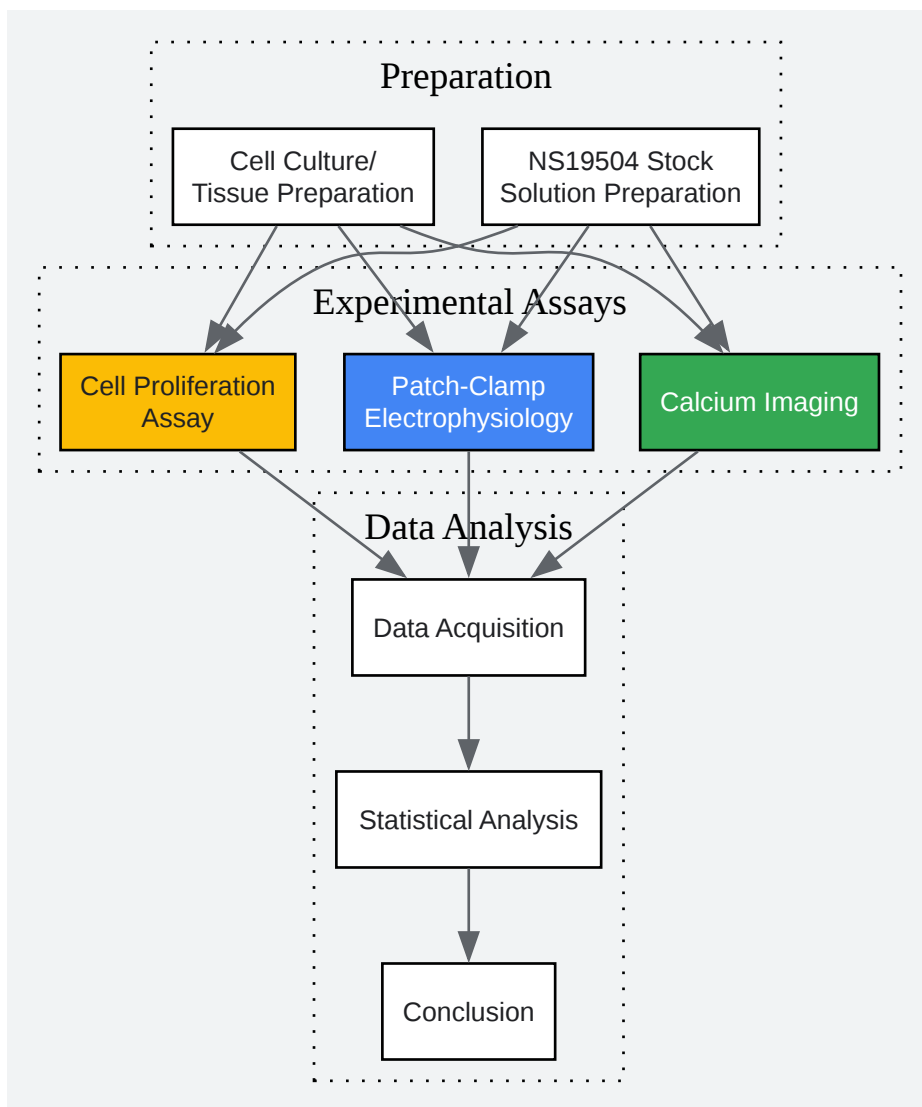 Preparation
Cell Culture/
Tissue Preparation
NS19504 Stock
Solution Preparation
Experimental Assays
Cell Proliferation
Assay
Patch-Clamp
Electrophysiology
Calcium Imaging
Data Analysis
Data Acquisition
Statistical Analysis
Conclusion